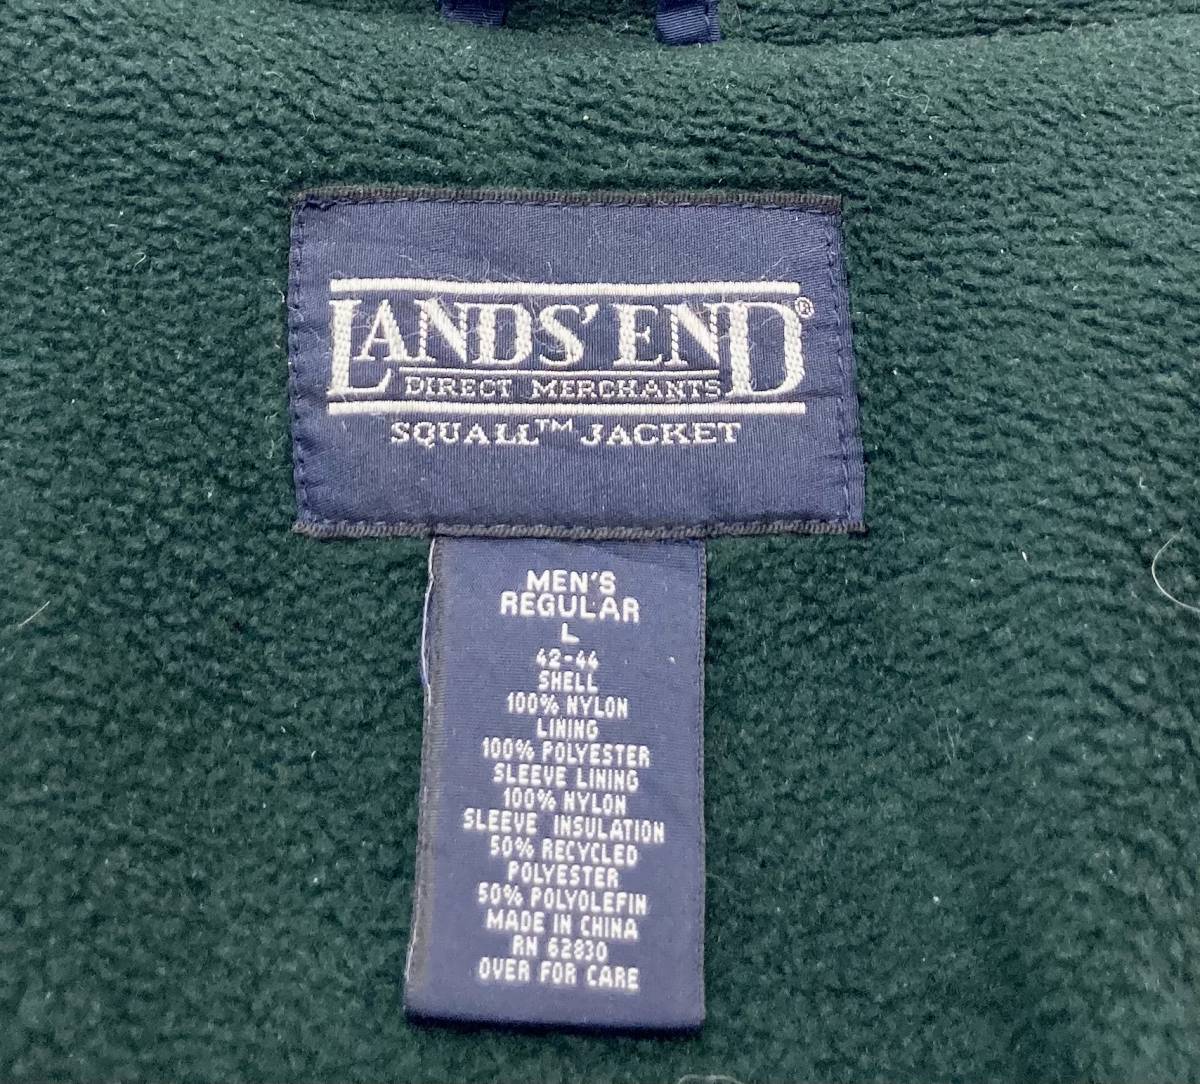 LANDS' END®
DIRECT MERCHANTS
SQUALL™ JACKET
MEN'S
REGULAR
L
42-44
SHELL
100% NYLON
LINING
100% POLYESTER
SLEEVE LINING
100% NYLON
SLEEVE INSULATION
50% RECYCLED
POLYESTER
50% POLYOLEFIN
MADE IN CHINA
RN 62830
OVER FOR CARE